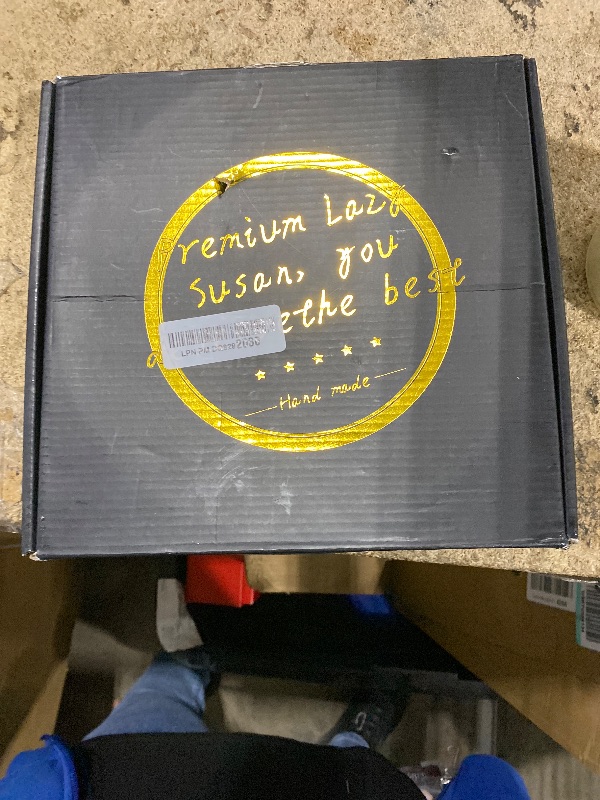 Premium Lazy
Susan, you
the best
Hand made